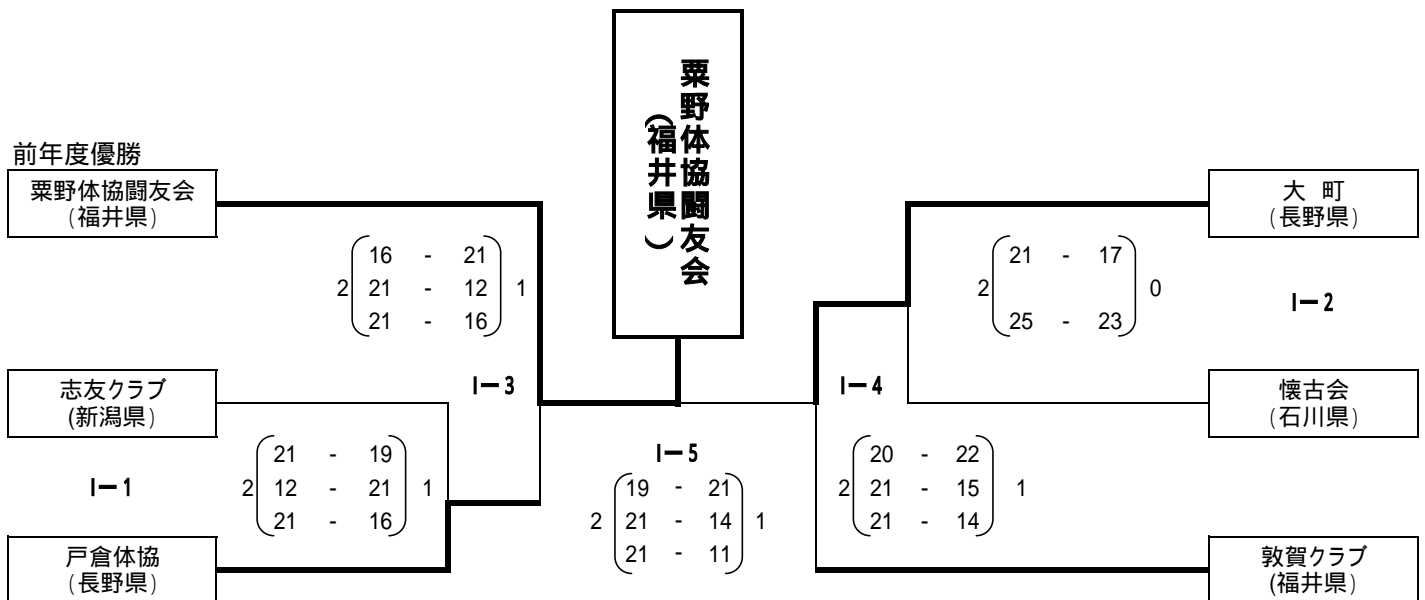 粟野体協闘友会
(福井県)
前年度優勝
粟野体協闘友会
(福井県)
大 町
(長野県)
16 - 21
2 21 - 12 1
21 - 16
21 - 17
2 0
25 - 23
I-2
I-3
I-4
志友クラブ
(新潟県)
懐古会
(石川県)
I-1
21 - 19
2 12 - 21 1
21 - 16
I-5
19 - 21
2 21 - 14 1
21 - 11
20 - 22
2 21 - 15 1
21 - 14
戸倉体協
(長野県)
敦賀クラブ
(福井県)